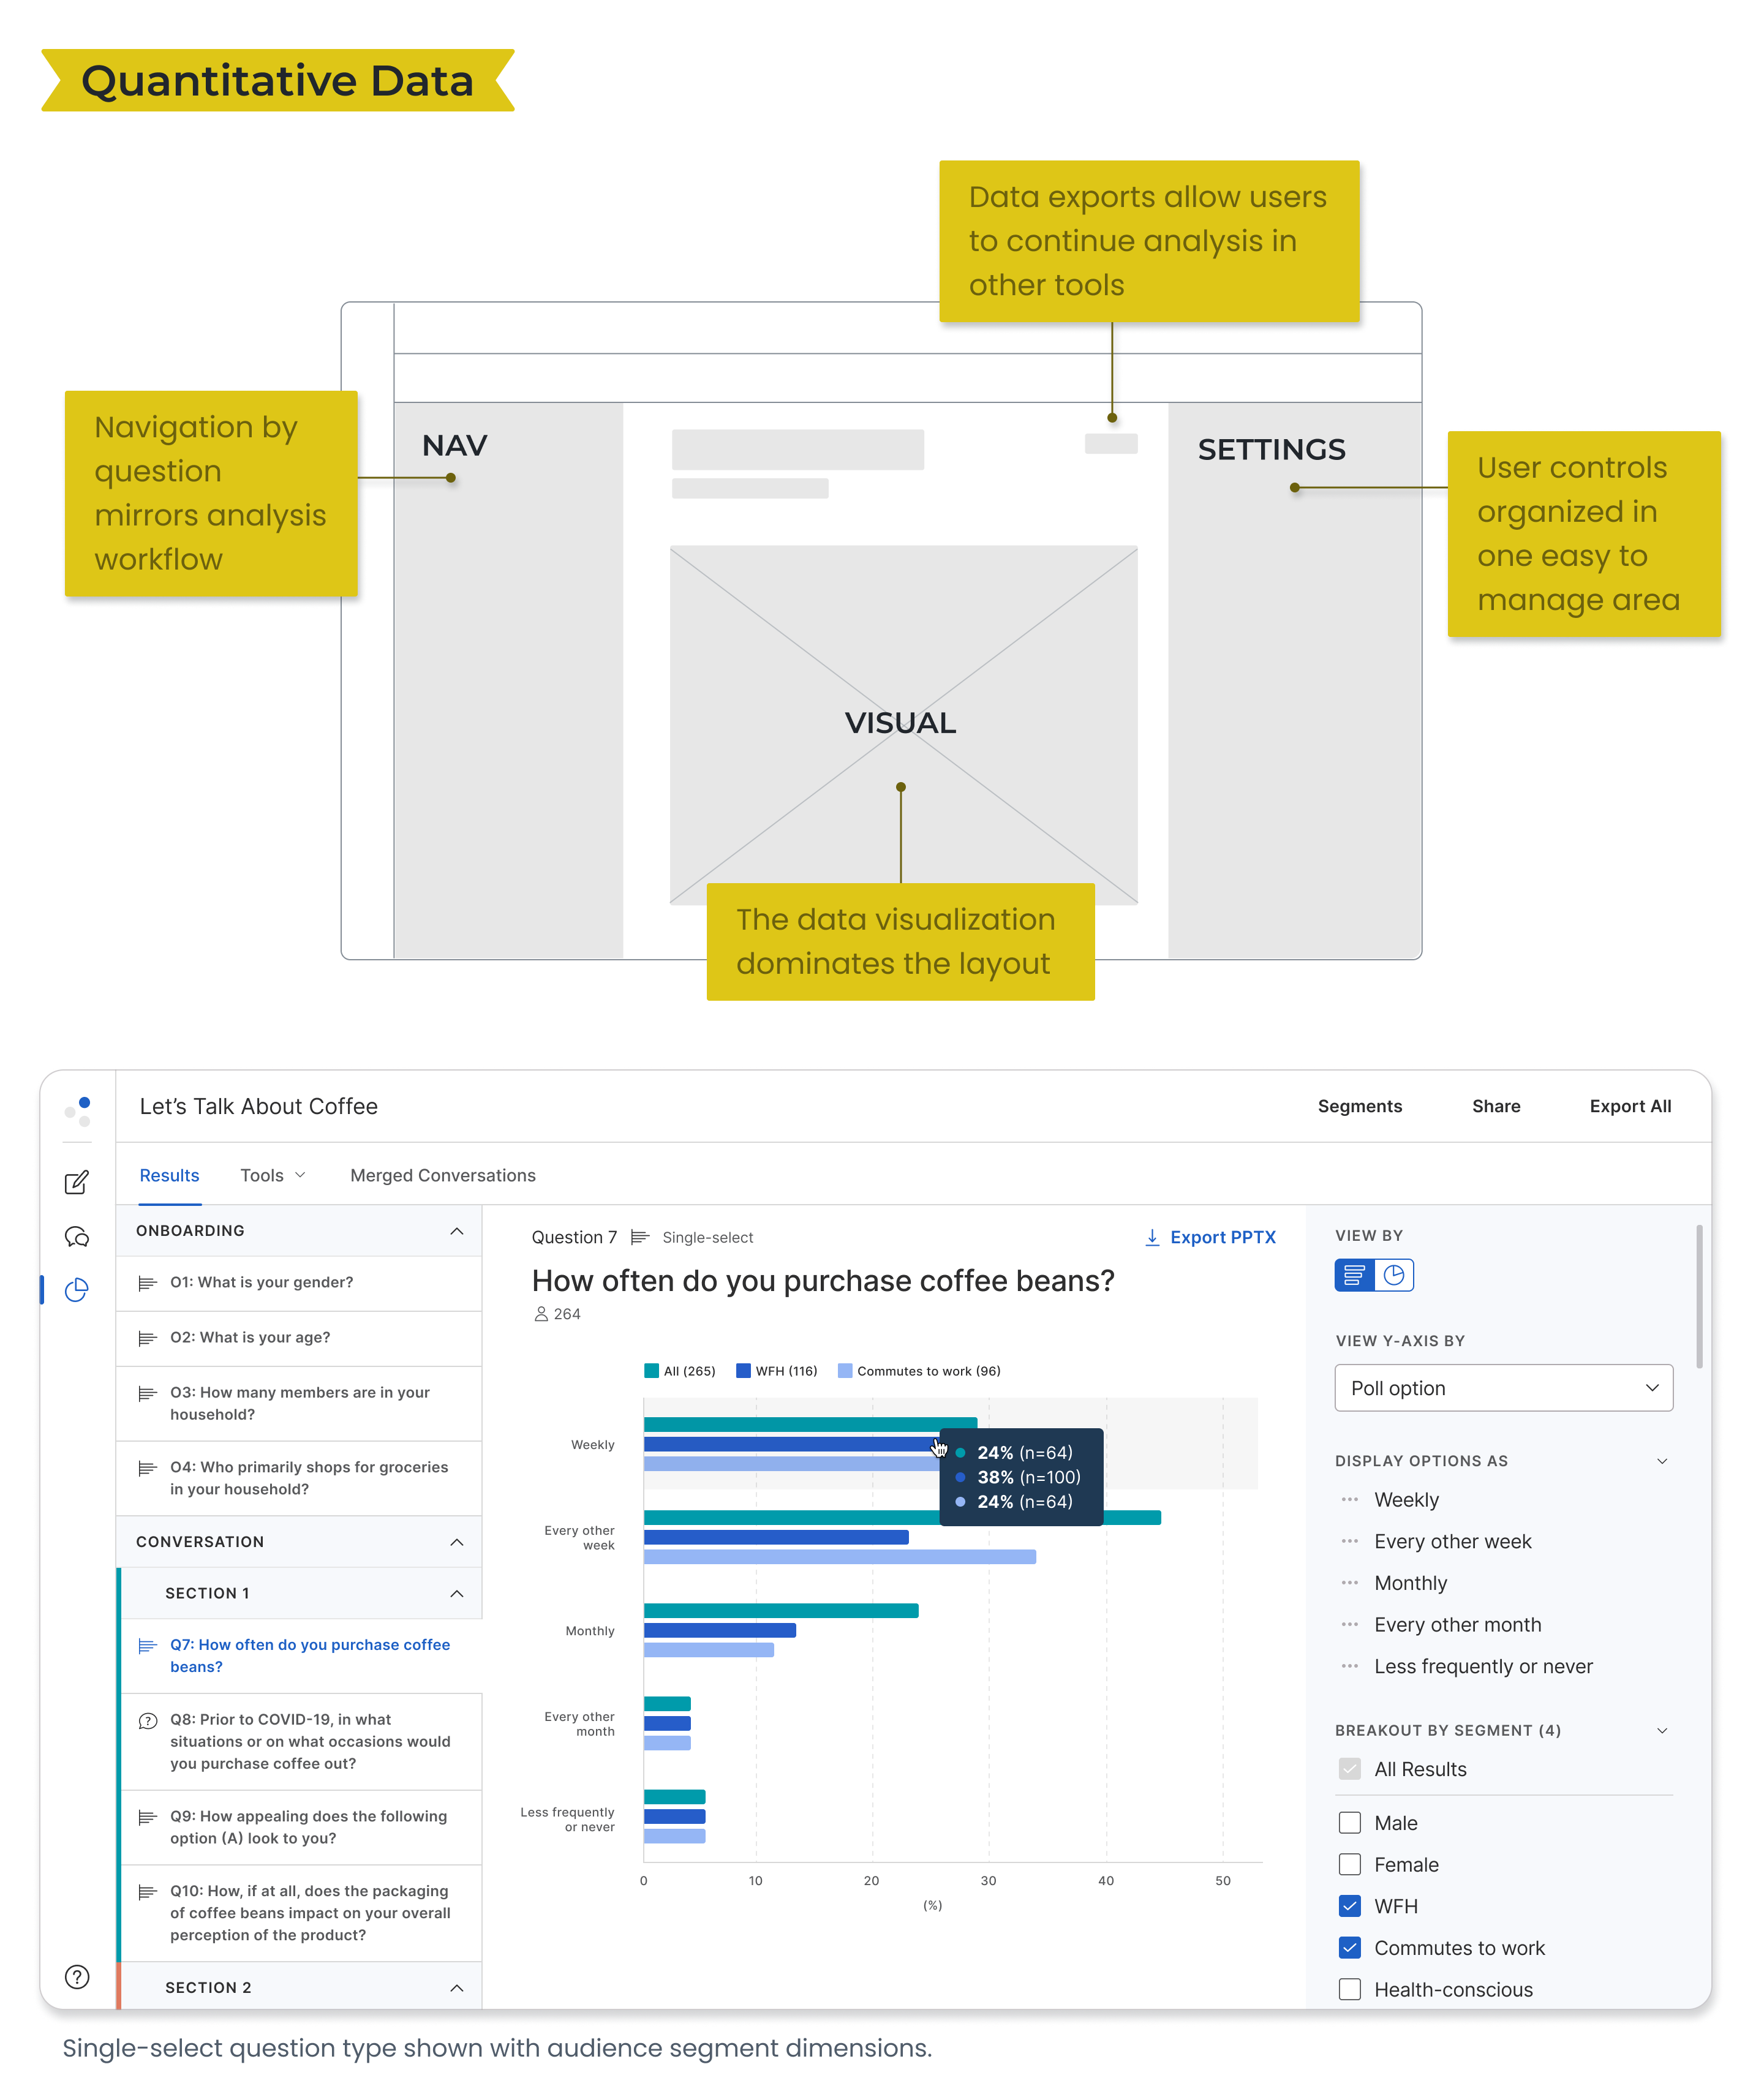 Quantitative Data
Data exports allow users
to continue analysis in
other tools
Navigation by
question
mirrors analysis
workflow
NAV
SETTINGS
User controls
organized in
one easy to
manage area
VISUAL
The data visualization
dominates the layout
Let's Talk About Coffee
Segments
Share
Export All
Results
Tools
Merged Conversations
ONBOARDING
O1: What is your gender?
O2: What is your age?
O3: How many members are in your
household?
O4: Who primarily shops for groceries
in your household?
CONVERSATION
SECTION 1
Q7: How often do you purchase coffee
beans?
Q8: Prior to COVID-19, in what
situations or on what occasions would
you purchase coffee out?
Q9: How appealing does the following
option (A) look to you?
Q10: How, if at all, does the packaging
of coffee beans impact on your overall
perception of the product?
SECTION 2
Question 7
Single-select
Export PPTX
How often do you purchase coffee beans?
264
All (265)
WFH (116)
Commutes to work (96)
Weekly
24% (n=64)
38% (n=100)
24% (n=64)
Every other
week
Monthly
Every other
month
Less frequently
or never
0
10
20
30
40
50
(%)
VIEW BY
VIEW Y-AXIS BY
Poll option
DISPLAY OPTIONS AS
Weekly
Every other week
Monthly
Every other month
Less frequently or never
BREAKOUT BY SEGMENT (4)
All Results
Male
Female
WFH
Commutes to work
Health-conscious
Single-select question type shown with audience segment dimensions.